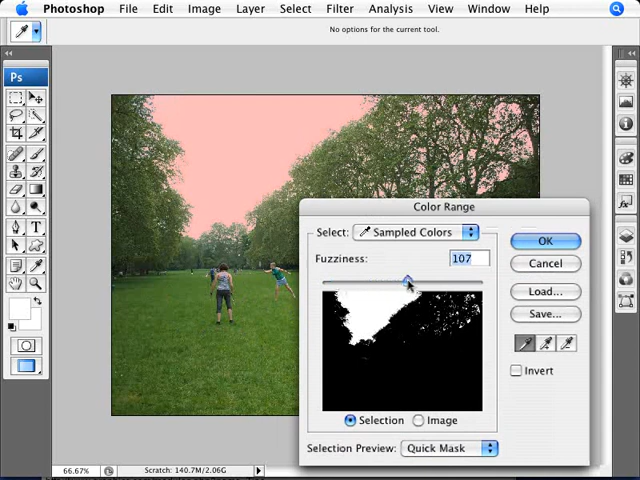 Photoshop File Edit Image Layer Select Filter Analysis View Window Help
No options for the current tool.
Ps
T
Color Range
Select: Sampled Colors
OK
Fuzziness: 107
Cancel
Load...
Save...
Invert
Selection Image
Selection Preview: Quick Mask
66.67% Scratch: 140.7M/2.06G